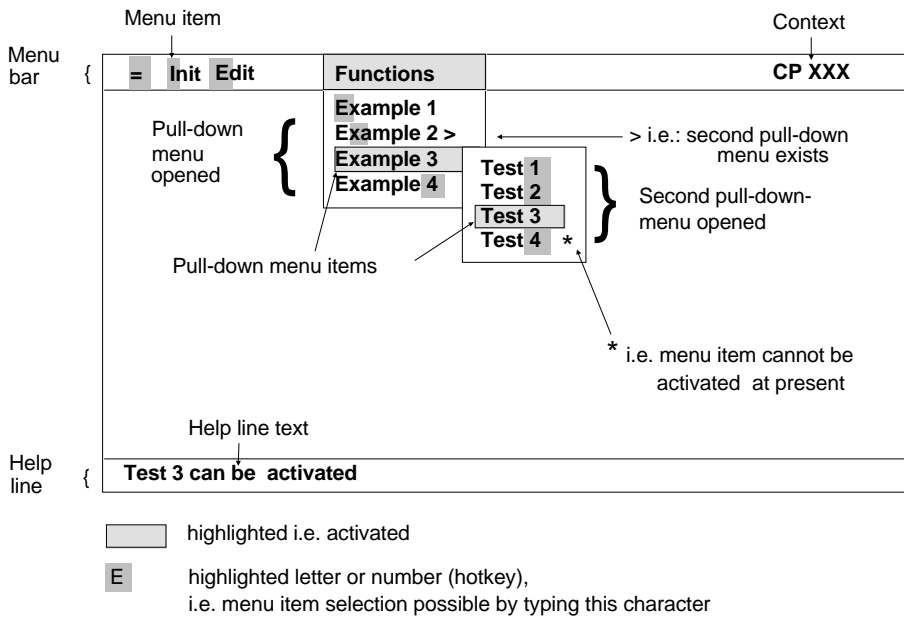 Menu item
Context
Menu
bar
{
= Init Edit Functions CP XXX
Example 1
Example 2 >
Example 3
Example 4
Pull-down
menu
opened
{
> i.e.: second pull-down
menu exists
Test 1
Test 2
Test 3
Test 4 *
}
Second pull-down-
menu opened
Pull-down menu items
* i.e. menu item cannot be
activated at present
Help line text
Help
line
{
Test 3 can be activated
highlighted i.e. activated
E highlighted letter or number (hotkey),
i.e. menu item selection possible by typing this character